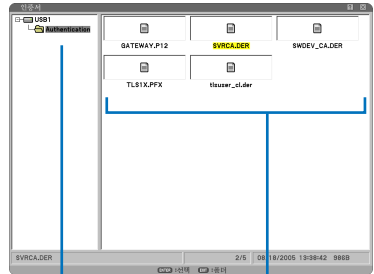 인증서
USB1
Authentication
GATEWAY.P12
SVRCA.DER
SWDEV_CA.DER
TLS1X.PFX
tlsuser_cl.der
SVRCA.DER 2/5 08/18/2005 13:38:42 986B
ENTER :선택 EXIT :종료